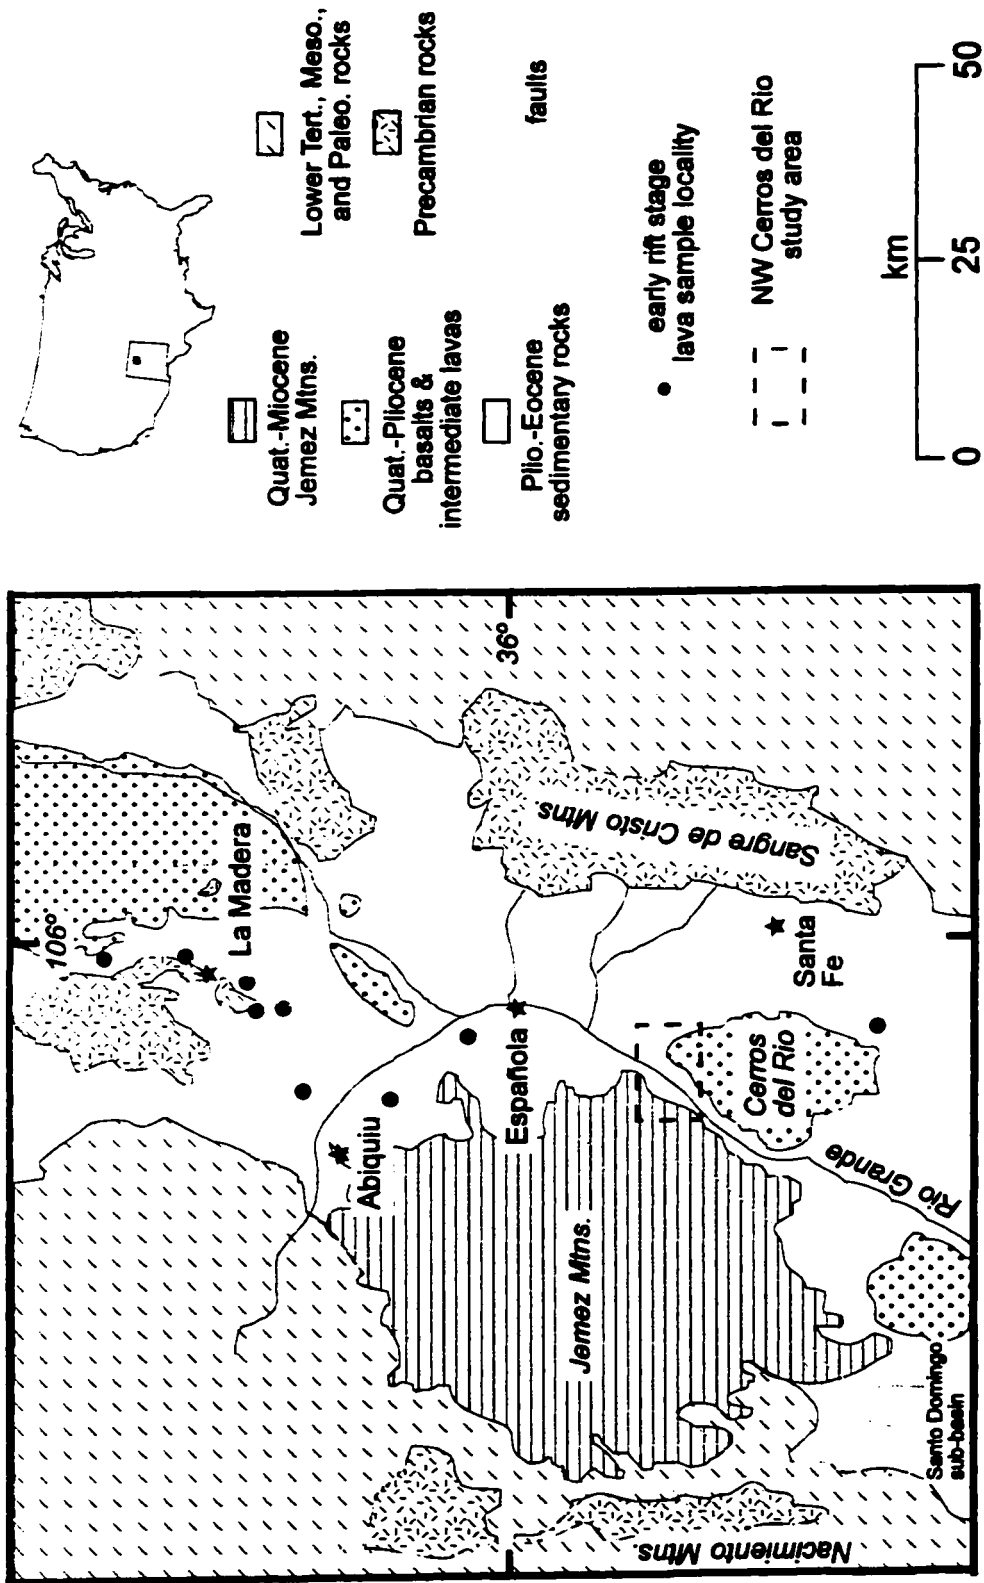 106°
36°
La Madera
Abiquiu
Española
Jemez Mtns.
Sangre de Cristo Mtns.
Santa
Fe
Cerros
del Rio
Rio Grande
Nacimiento Mtns.
Santo Domingo
sub-basin
Quat.-Miocene
Jemez Mtns.
Quat.-Pliocene
basalts &
intermediate lavas
Plio.-Eocene
sedimentary rocks
Lower Tert., Meso.,
and Paleo. rocks
Precambrian rocks
faults
early rift stage
lava sample locality
NW Cerros del Rio
study area
km
0 25 50